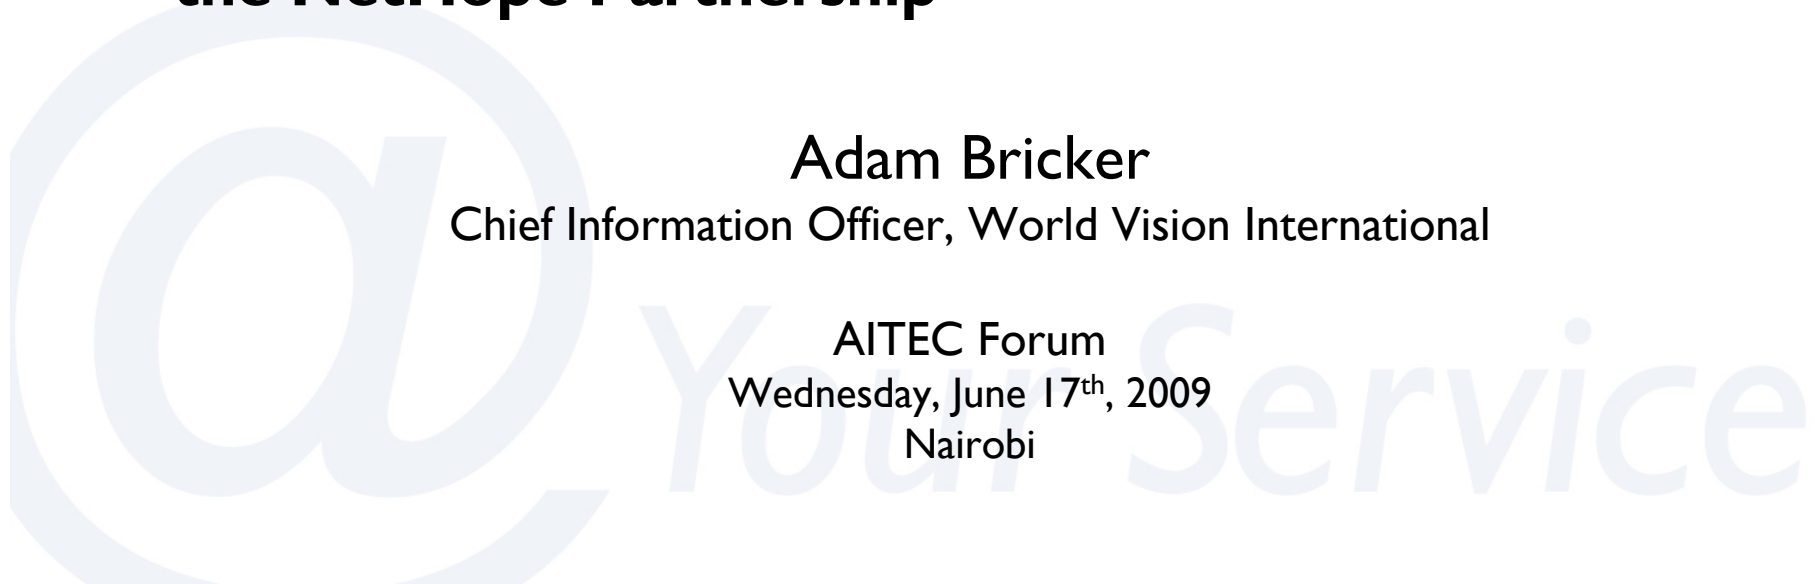 the NetHope Partnership
Adam Bricker
Chief Information Officer, World Vision International
AITEC Forum
Wednesday, June 17th, 2009
Nairobi
@ Your Service